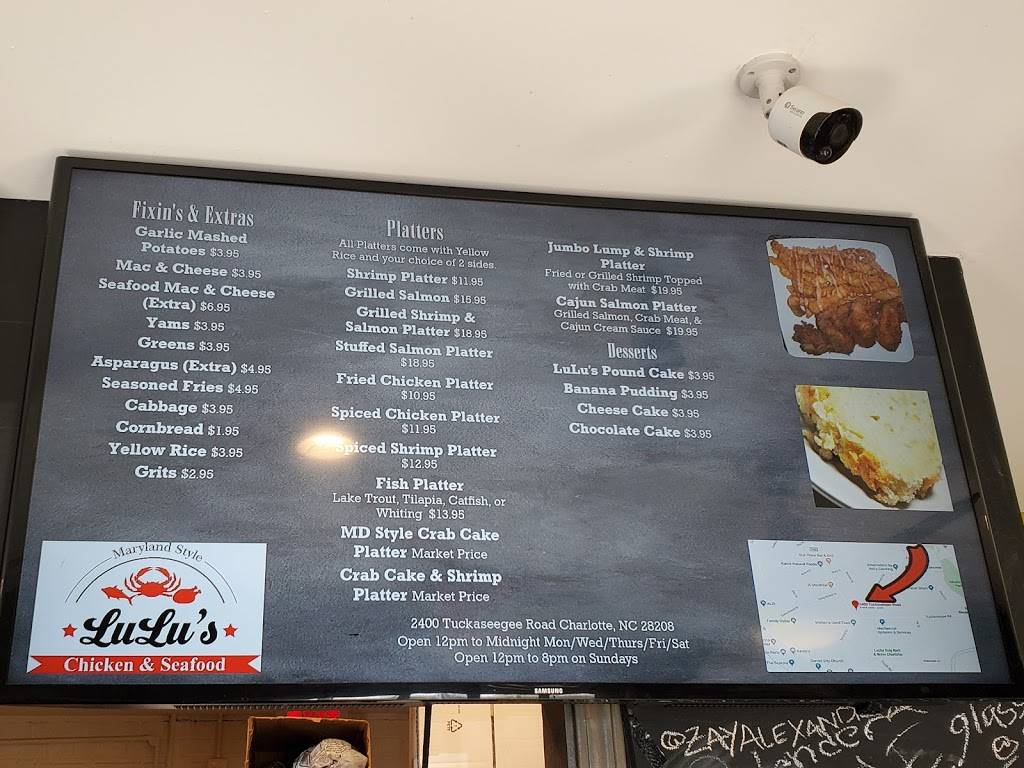 Fixin's & Extras
Garlic Mashed
Potatoes $3.95
Mac & Cheese $3.95
Seafood Mac & Cheese
(Extra) $6.95
Yams $3.95
Greens $3.95
Asparagus (Extra) $4.95
Seasoned Fries $4.95
Cabbage $3.95
Cornbread $1.95
Yellow Rice $3.95
Grits $2.95
Platters
All Platters come with Yellow
Rice and your choice of 2 sides.
Shrimp Platter $11.95
Grilled Salmon $16.95
Grilled Shrimp &
Salmon Platter $18.95
Stuffed Salmon Platter
$18.95
Fried Chicken Platter
$10.95
Spiced Chicken Platter
$11.95
Spiced Shrimp Platter
$12.95
Fish Platter
Lake Trout, Tilapia, Catfish, or
Whiting $13.95
MD Style Crab Cake
Platter Market Price
Crab Cake & Shrimp
Platter Market Price
Jumbo Lump & Shrimp
Platter
Fried or Grilled Shrimp Topped
with Crab Meat $19.95
Cajun Salmon Platter
Grilled Salmon, Crab Meat, &
Cajun Cream Sauce $19.95
Desserts
LuLu's Pound Cake $3.95
Banana Pudding $3.95
Cheese Cake $3.95
Chocolate Cake $3.95
2400 Tuckaseegee Road Charlotte, NC 28208
Open 12pm to Midnight Mon/Wed/Thurs/Fri/Sat
Open 12pm to 8pm on Sundays
Maryland Style
LuLu's
Chicken & Seafood
SAMSUNG
@ZAYALEXAND
glass